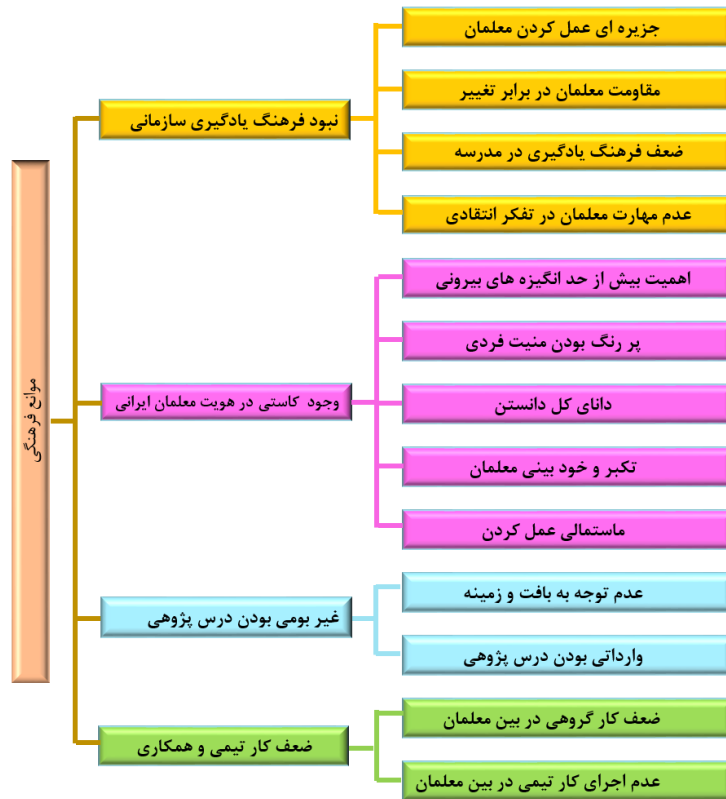 موانع فرهنگی
نبود فرهنگ یادگیری سازمانی
جزیره ای عمل کردن معلمان
مقاومت معلمان در برابر تغییر
ضعف فرهنگ یادگیری در مدرسه
عدم مهارت معلمان در تفکر انتقادی
وجود کاستی در هویت معلمان ایرانی
اهمیت بیش از حد انگیزه های بیرونی
پر رنگ بودن منیت فردی
دانای کل دانستن
تکبر و خود بینی معلمان
ماستمالی عمل کردن
غیر بومی بودن درس پژوهی
عدم توجه به بافت و زمینه
وارداتی بودن درس پژوهی
ضعف کار تیمی و همکاری
ضعف کار گروهی در بین معلمان
عدم اجرای کار تیمی در بین معلمان